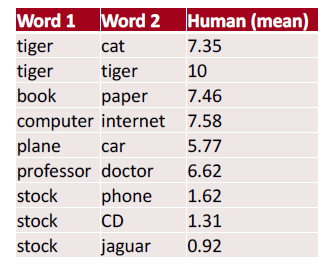 Word 1 Word 2 Human (mean)
tiger cat 7.35
tiger tiger 10
book paper 7.46
computer internet 7.58
plane car 5.77
professor doctor 6.62
stock phone 1.62
stock CD 1.31
stock jaguar 0.92